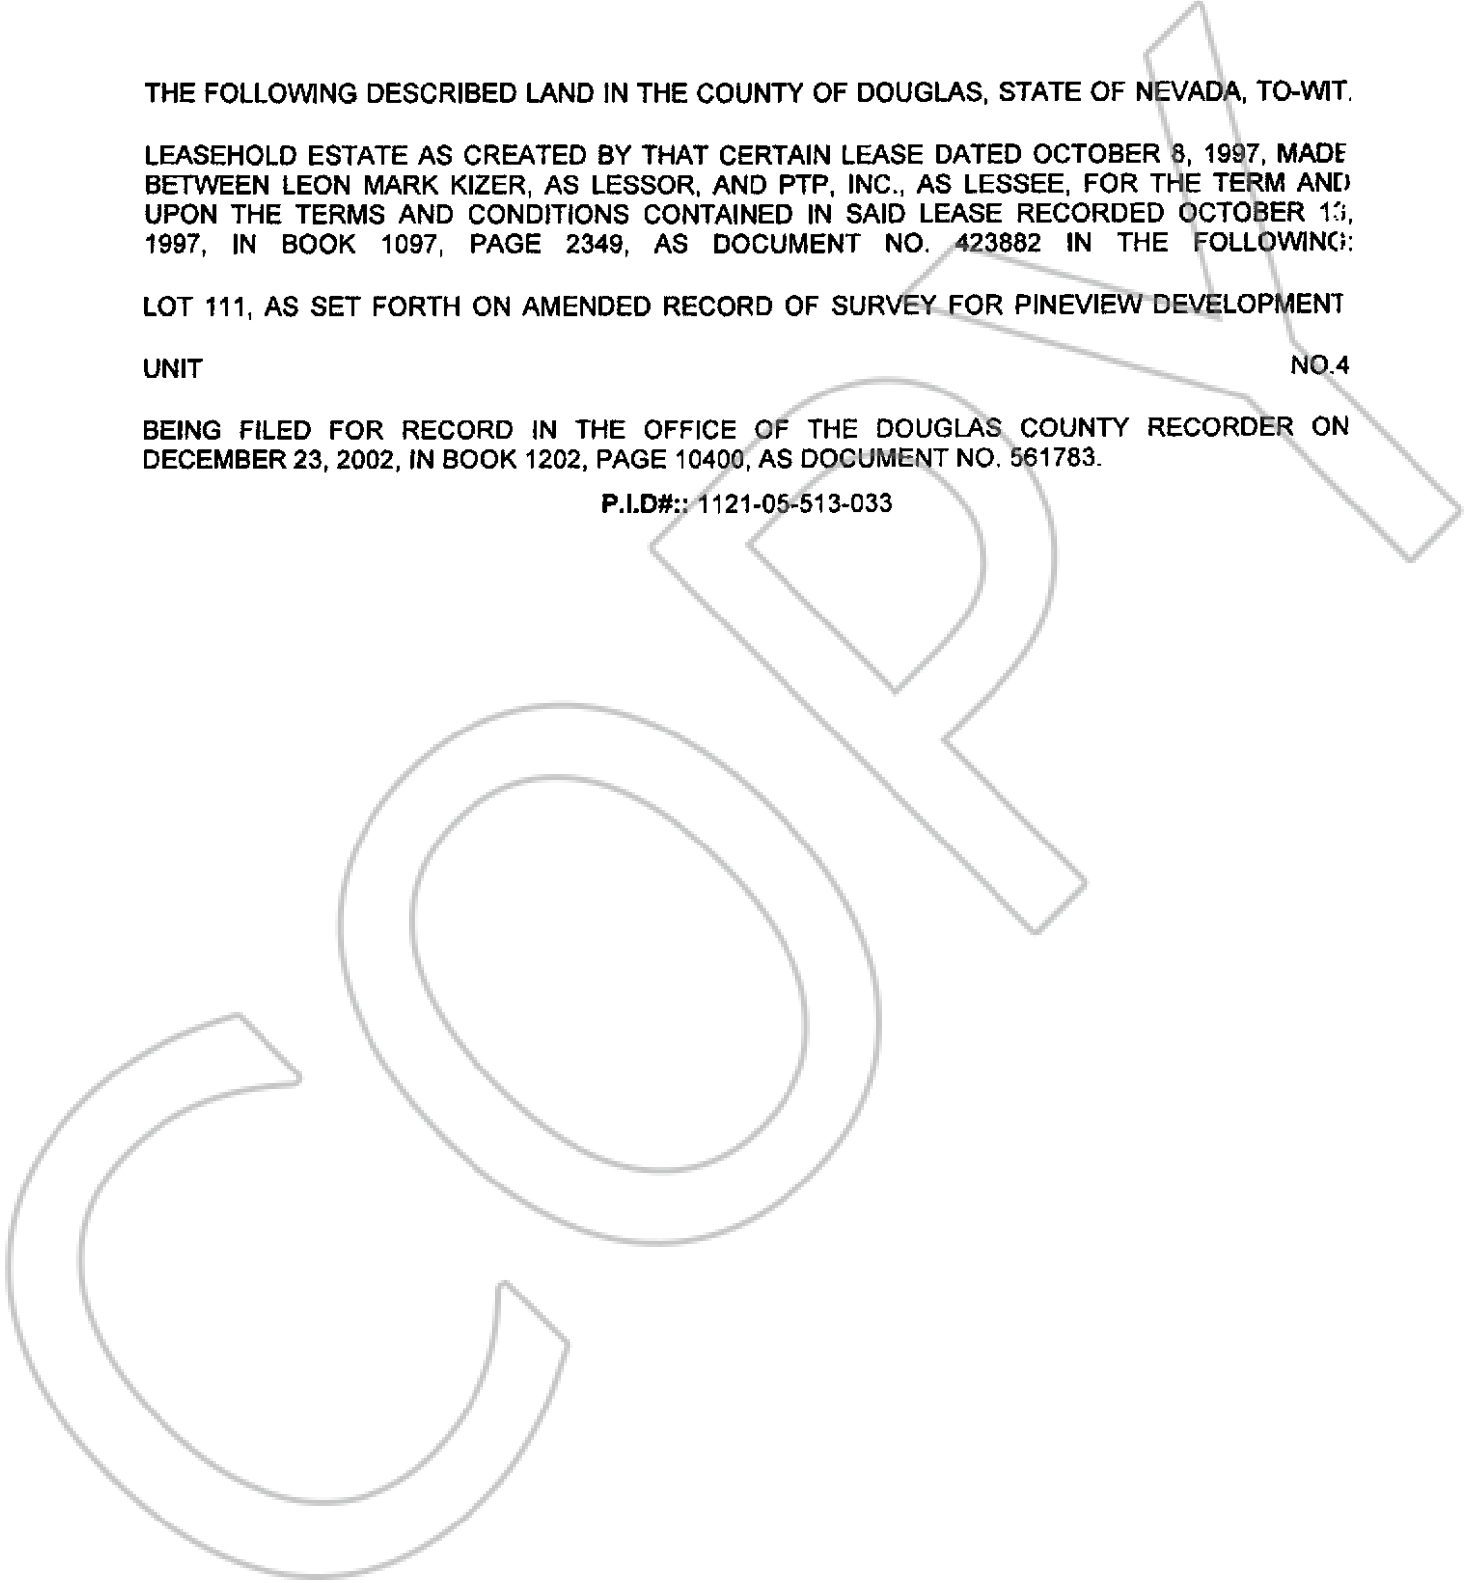 THE FOLLOWING DESCRIBED LAND IN THE COUNTY OF DOUGLAS, STATE OF NEVADA, TO-WIT.
LEASEHOLD ESTATE AS CREATED BY THAT CERTAIN LEASE DATED OCTOBER 8, 1997, MADE
BETWEEN LEON MARK KIZER, AS LESSOR, AND PTP, INC., AS LESSEE, FOR THE TERM AND
UPON THE TERMS AND CONDITIONS CONTAINED IN SAID LEASE RECORDED OCTOBER 13,
1997, IN BOOK 1097, PAGE 2349, AS DOCUMENT NO. 423882 IN THE FOLLOWING:
LOT 111, AS SET FORTH ON AMENDED RECORD OF SURVEY FOR PINEVIEW DEVELOPMENT
UNIT NO.4
BEING FILED FOR RECORD IN THE OFFICE OF THE DOUGLAS COUNTY RECORDER ON
DECEMBER 23, 2002, IN BOOK 1202, PAGE 10400, AS DOCUMENT NO. 561783.
P.I.D#:: 1121-05-513-033
COPY